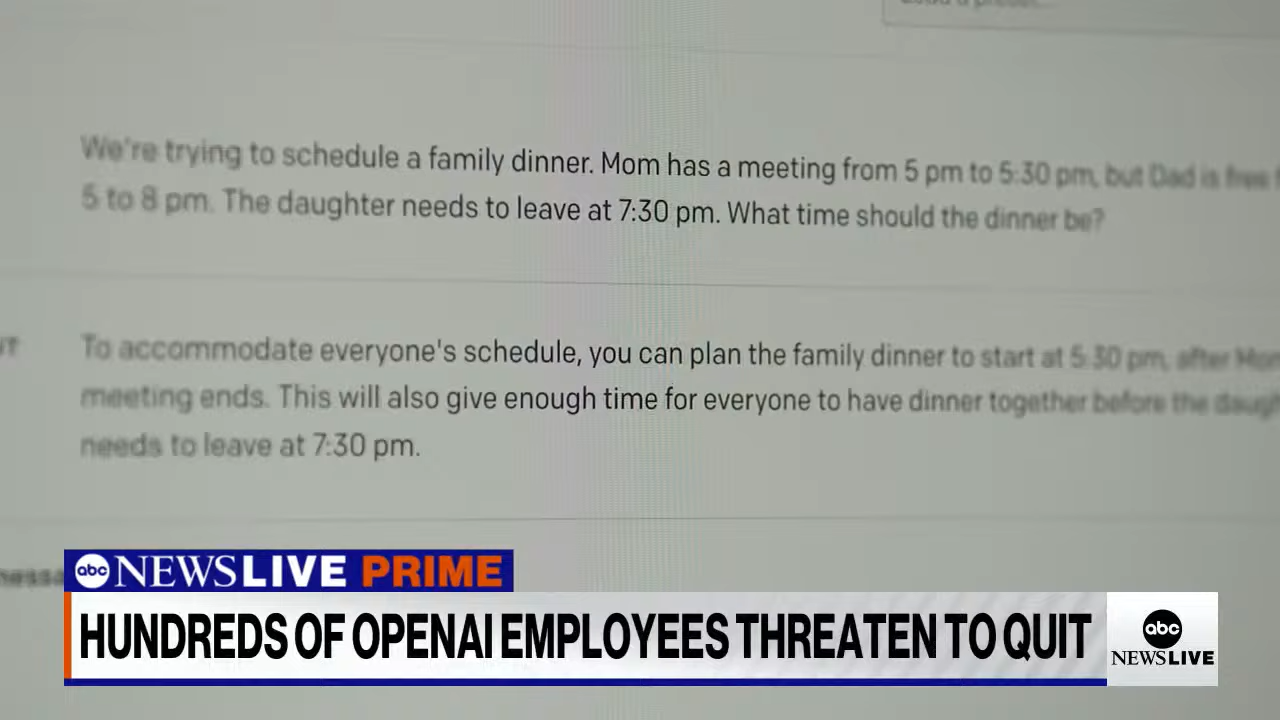 We're trying to schedule a family dinner. Mom has a meeting from 5 pm to 5:30 pm, but Dad is free
5 to 8 pm. The daughter needs to leave at 7:30 pm. What time should the dinner be?
To accommodate everyone's schedule, you can plan the family dinner to start at 5:30 pm, after
meeting ends. This will also give enough time for everyone to have dinner together before the
needs to leave at 7:30 pm.
abc NEWS LIVE PRIME
HUNDREDS OF OPENAI EMPLOYEES THREATEN TO QUIT
abc
NEWS LIVE